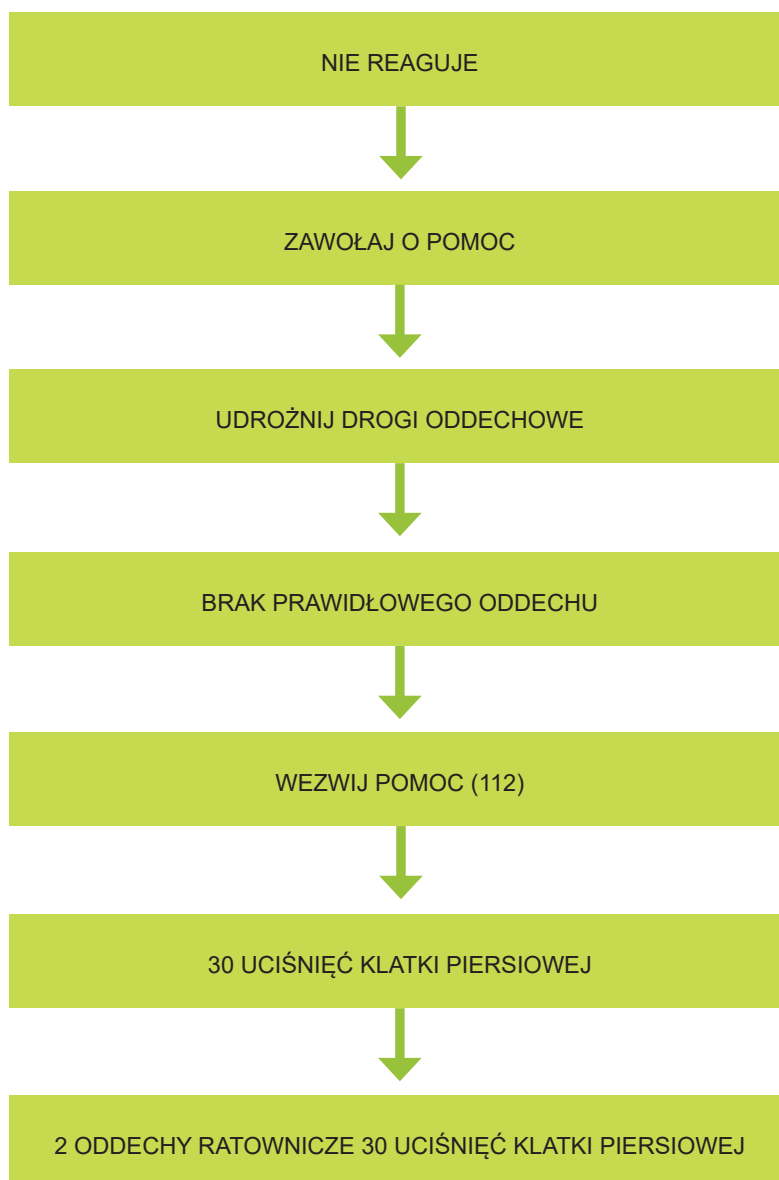 NIE REAGUJE
ZAWOŁAJ O POMOC
UDROŻNIJ DROGI ODDECHOWE
BRAK PRAWIDŁOWEGO ODDECHU
WEZWIJ POMOC (112)
30 UCIŚNIĘĆ KLATKI PIERSIOWEJ
2 ODDECHY RATOWNICZE 30 UCIŚNIĘĆ KLATKI PIERSIOWEJ